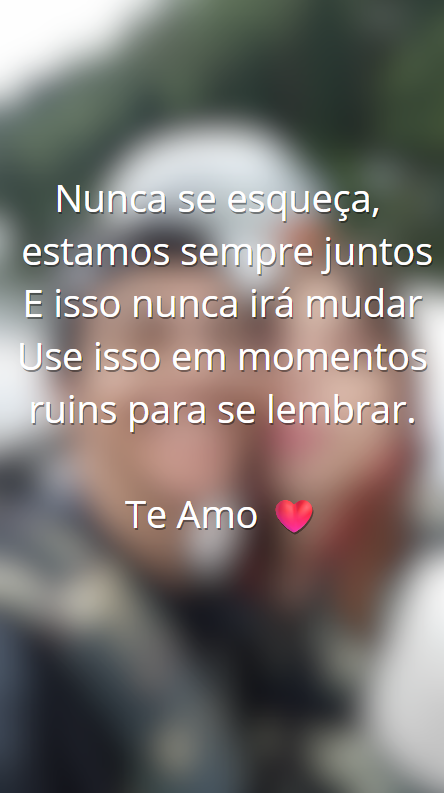 Nunca se esqueça,
estamos sempre juntos
E isso nunca irá mudar
Use isso em momentos
ruins para se lembrar.
Te Amo ❤